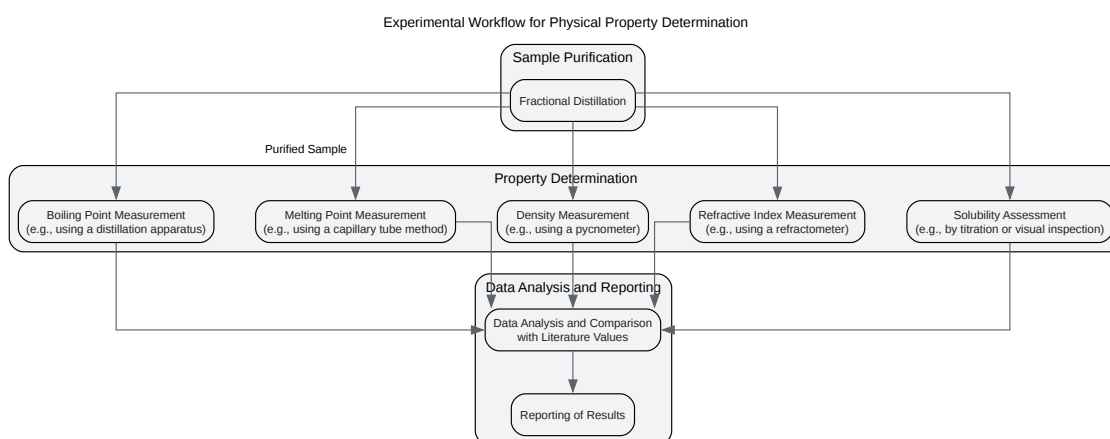 Experimental Workflow for Physical Property Determination
Sample Purification
Fractional Distillation
Purified Sample
Property Determination
Boiling Point Measurement
(e.g., using a distillation apparatus)
Melting Point Measurement
(e.g., using a capillary tube method)
Density Measurement
(e.g., using a pycnometer)
Refractive Index Measurement
(e.g., using a refractometer)
Solubility Assessment
(e.g., by titration or visual inspection)
Data Analysis and Reporting
Data Analysis and Comparison
with Literature Values
Reporting of Results